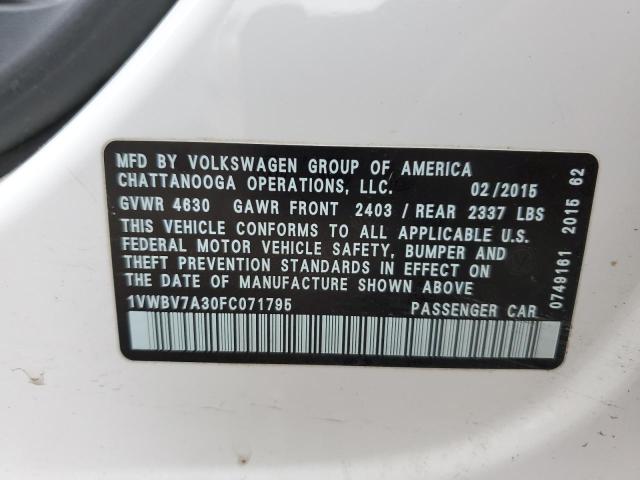 MFD BY VOLKSWAGEN GROUP OF AMERICA
CHATTANOOGA OPERATIONS, LLC. 02/2015
GVWR 4630 GAWR FRONT 2403 / REAR 2337 LBS
THIS VEHICLE CONFORMS TO ALL APPLICABLE U.S.
FEDERAL MOTOR VEHICLE SAFETY, BUMPER AND
THEFT PREVENTION STANDARDS IN EFFECT ON
THE DATE OF MANUFACTURE SHOWN ABOVE
1VWBV7A30FC071795 PASSENGER CAR
0749161 2015 62